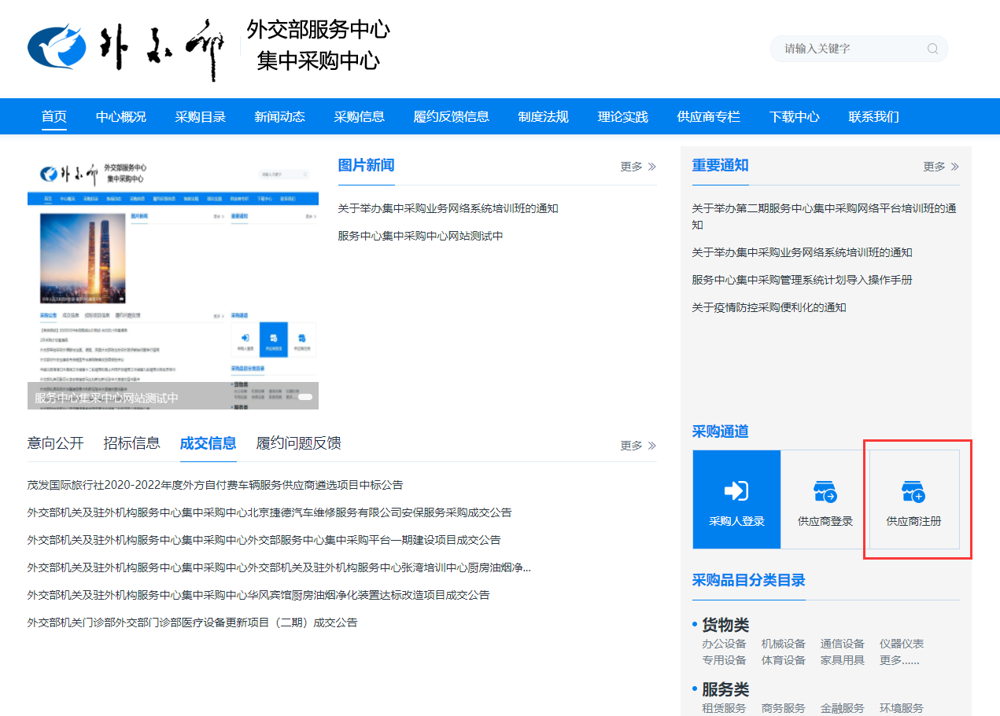 外交部
外交部服务中心
集中采购中心
请输入关键字
首页 中心概况 采购目录 新闻动态 采购信息 履约反馈信息 制度法规 理论实践 供应商专栏 下载中心 联系我们
外交部
外交部服务中心
集中采购中心
服务中心集采中心网站测试中
图片新闻 更多
关于举办集中采购业务网络系统培训班的通知
服务中心集中采购中心网站测试中
重要通知 更多
关于举办第二期服务中心集中采购网络平台培训班的通
知
关于举办集中采购业务网络系统培训班的通知
服务中心集中采购管理系统计划导入操作手册
关于疫情防控采购便利化的通知
意向公开 招标信息 成交信息 履约问题反馈 更多
茂发国际旅行社2020-2022年度外方自付费车辆服务供应商遴选项目中标公告
外交部机关及驻外机构服务中心集中采购中心北京捷德汽车维修服务有限公司安保服务采购成交公告
外交部机关及驻外机构服务中心集中采购中心外交部服务中心集中采购平台一期建设项目成交公告
外交部机关及驻外机构服务中心集中采购中心外交部机关及驻外机构服务中心张湾培训中心厨房油烟净...
外交部机关及驻外机构服务中心集中采购中心华风宾馆厨房油烟净化装置达标改造项目成交公告
外交部机关门诊部外交部门诊部医疗设备更新项目（二期）成交公告
采购通道
采购人登录 供应商登录 供应商注册
采购品目分类目录
货物类
办公设备 机械设备 通信设备 仪器仪表
专用设备 体育设备 家具用具 更多......
服务类
租赁服务 商务服务 金融服务 环境服务